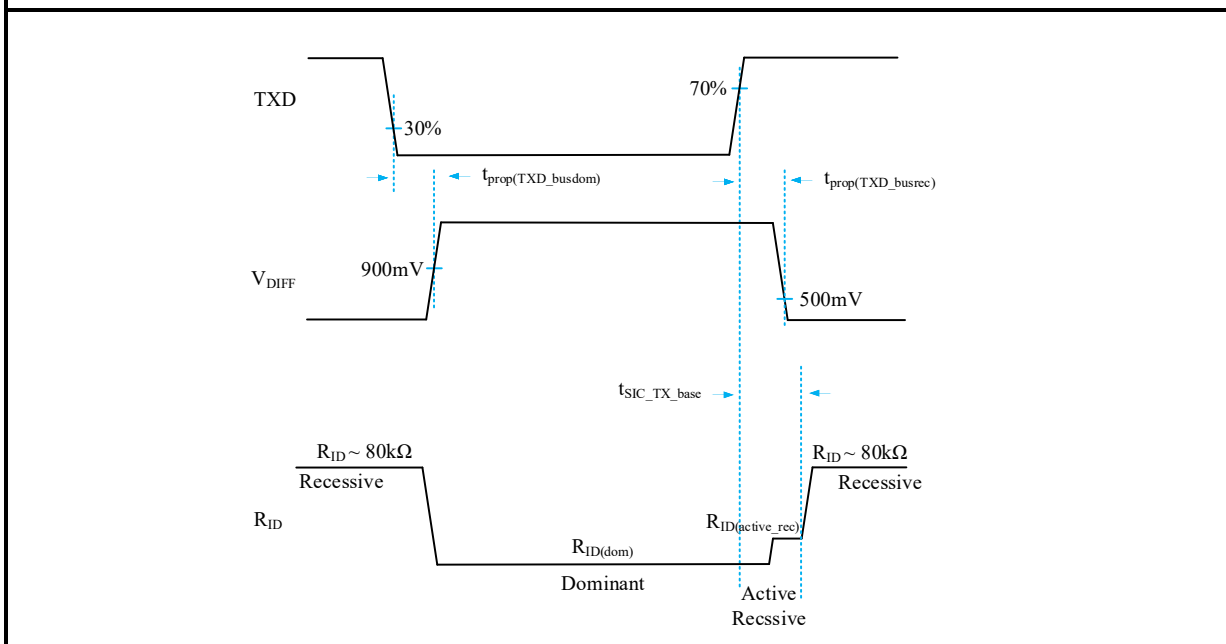 TXD
30%
70%
tprop(TXD_busdom)
tprop(TXD_busrec)
VDIFF
900mV
500mV
tSIC_TX_base
RID ~ 80kΩ
Recessive
RID ~ 80kΩ
Recessive
RID
RID(active_rec)
RID(dom)
Dominant
Active
Recssive